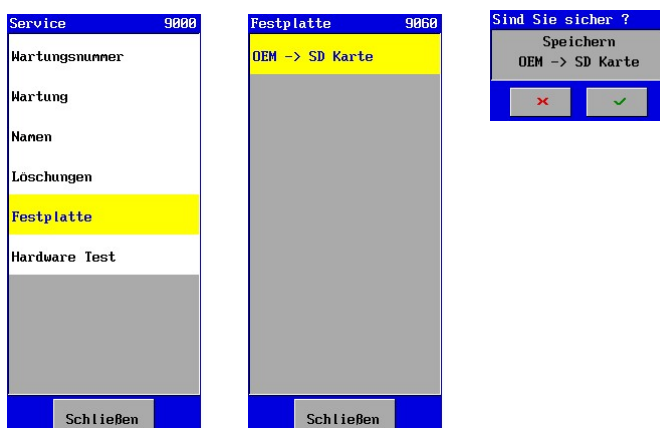 Service 9000
Wartungsnummer
Wartung
Namen
Löschungen
Festplatte
Hardware Test
Schließen
Festplatte 9060
OEM -> SD Karte
Schließen
Sind Sie sicher ?
Speichern
OEM -> SD Karte